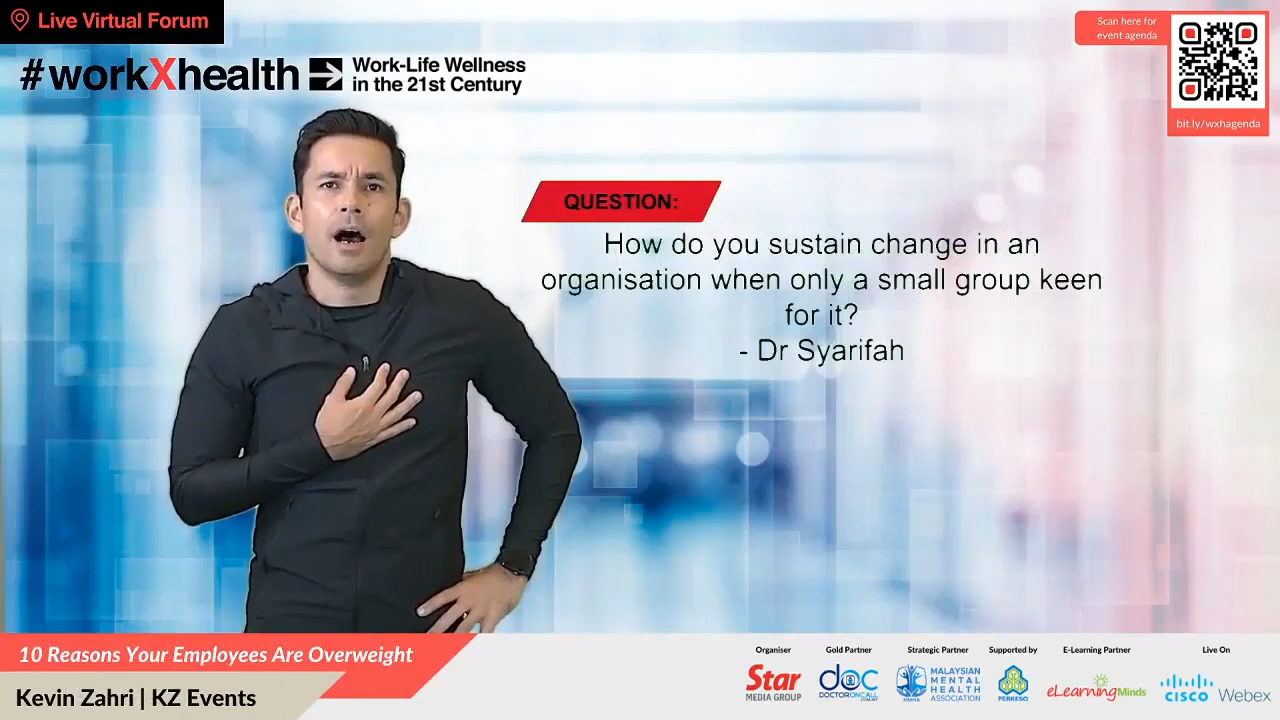 Live Virtual Forum
Scan here for
event agenda
#workXhealth
Work-Life Wellness
in the 21st Century
bit.ly/wxhagenda
QUESTION:
How do you sustain change in an
organisation when only a small group keen
for it?
- Dr Syarifah
10 Reasons Your Employees Are Overweight
Kevin Zahri | KZ Events
Organiser
Gold Partner
Strategic Partner
Supported by
E-Learning Partner
Live On
Star
MEDIA GROUP
doc
DOCTORONCALL
MALAYSIAN
MENTAL
HEALTH
ASSOCIATION
PERKESO
eLearningMinds
CISCO
Webex